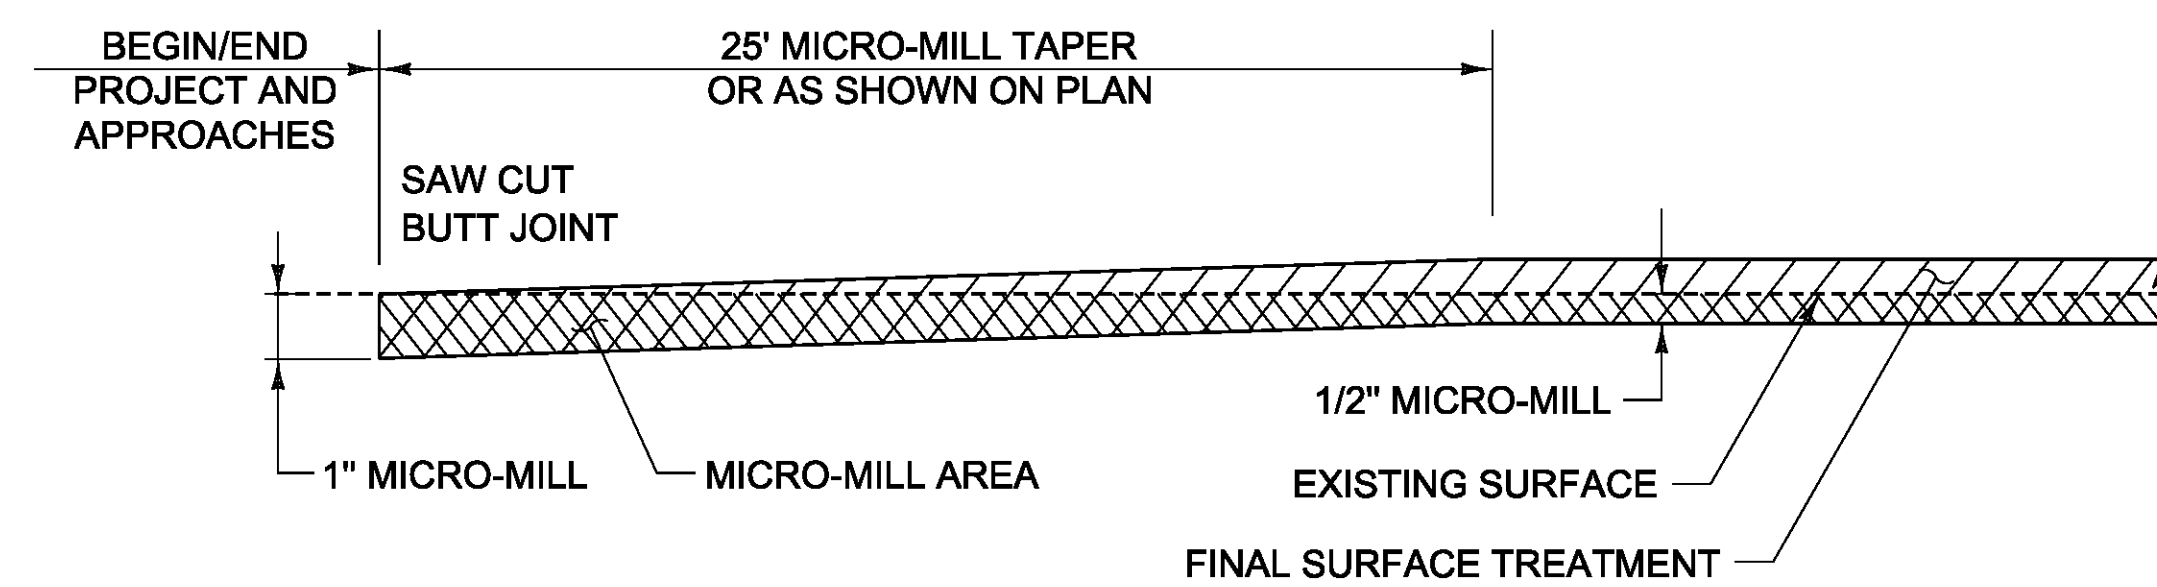 BEGIN/END
PROJECT AND
APPROACHES
25' MICRO-MILL TAPER
OR AS SHOWN ON PLAN
SAW CUT
BUTT JOINT
1/2" MICRO-MILL
1" MICRO-MILL
MICRO-MILL AREA
EXISTING SURFACE
FINAL SURFACE TREATMENT